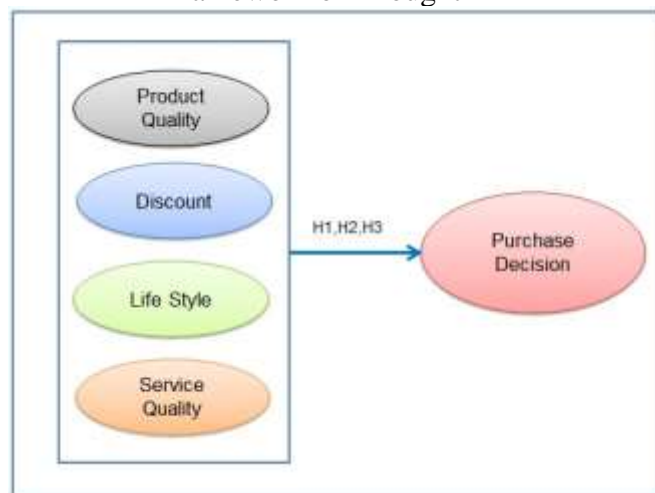 Product
Quality
Discount
H1,H2,H3
Purchase
Decision
Life Style
Service
Quality